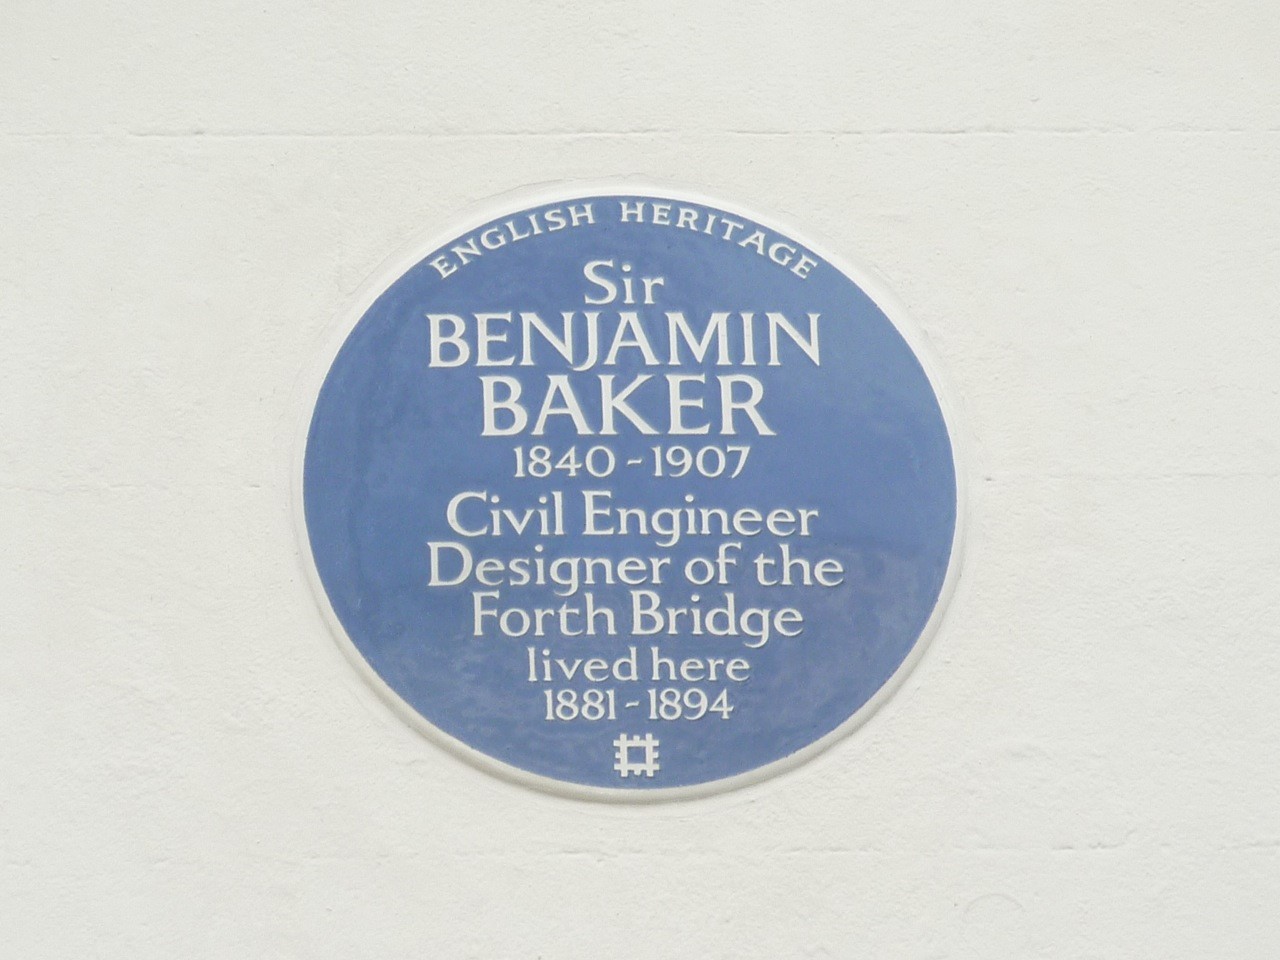 ENGLISH HERITAGE
Sir
BENJAMIN
BAKER
1840-1907
Civil Engineer
Designer of the
Forth Bridge
lived here
1881-1894